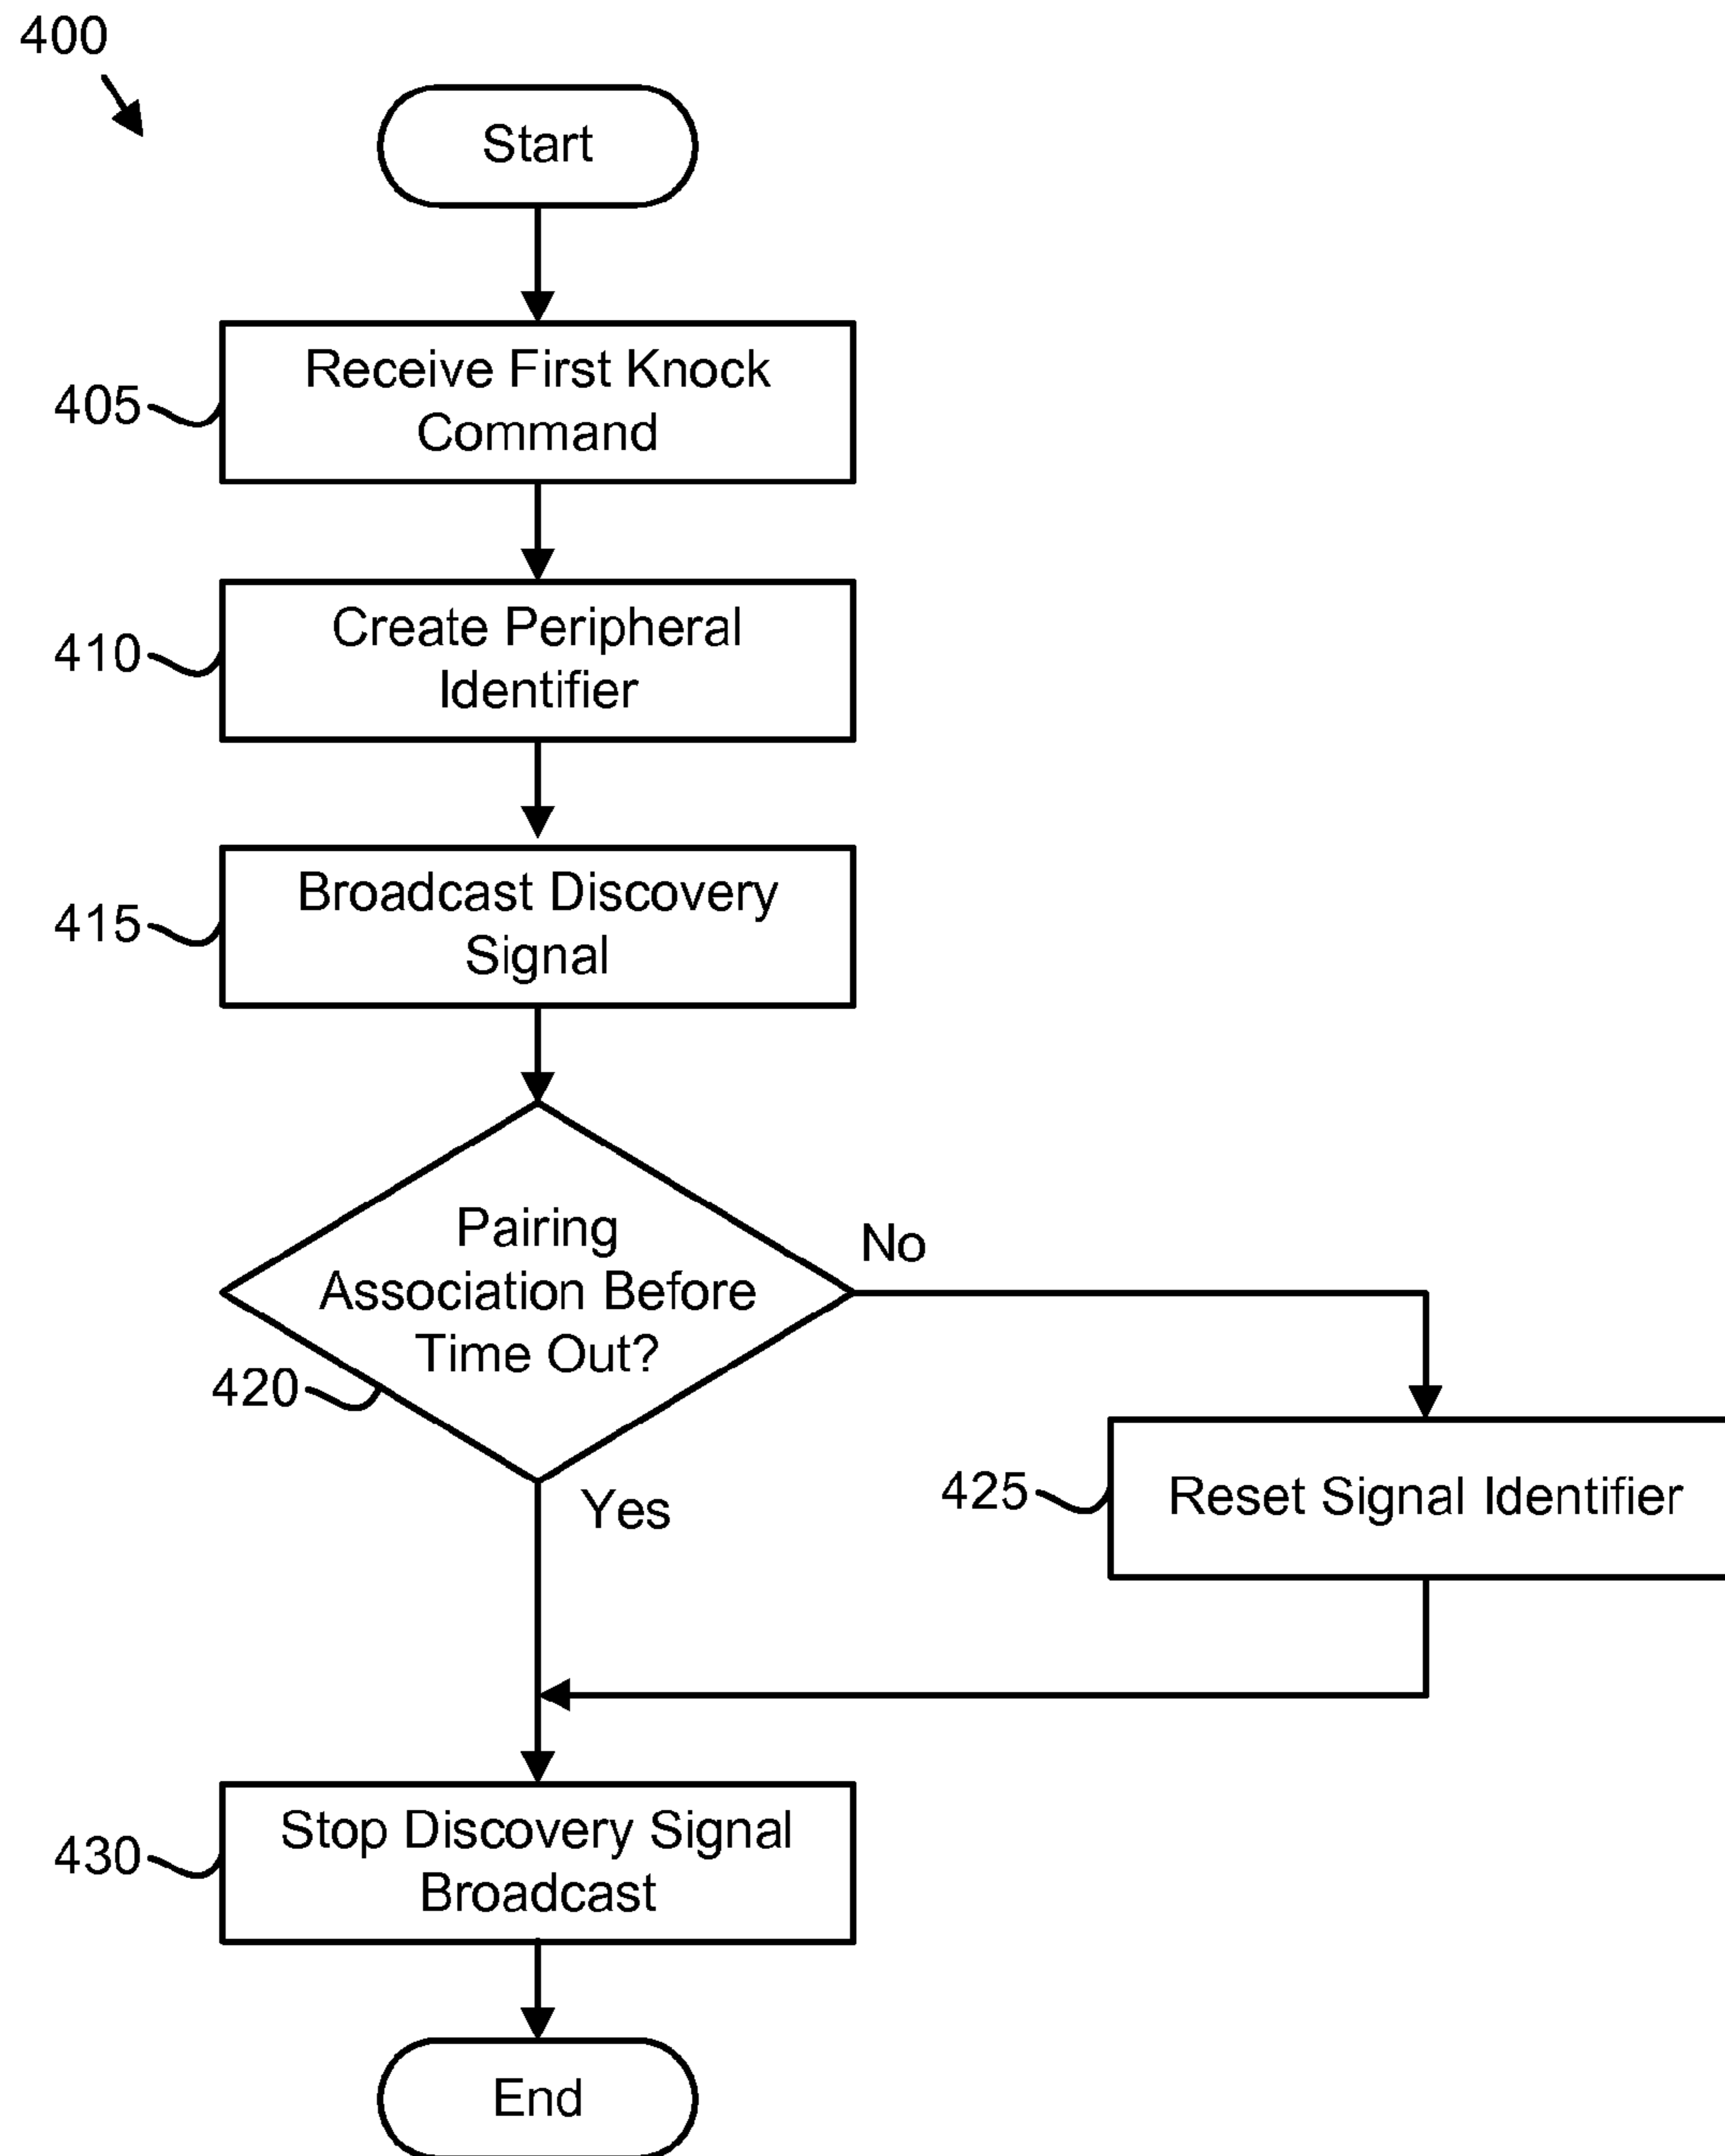 400
Start
405
Receive First Knock
Command
410
Create Peripheral
Identifier
415
Broadcast Discovery
Signal
Pairing
Association Before
Time Out?
420
No
Yes
425
Reset Signal Identifier
430
Stop Discovery Signal
Broadcast
End